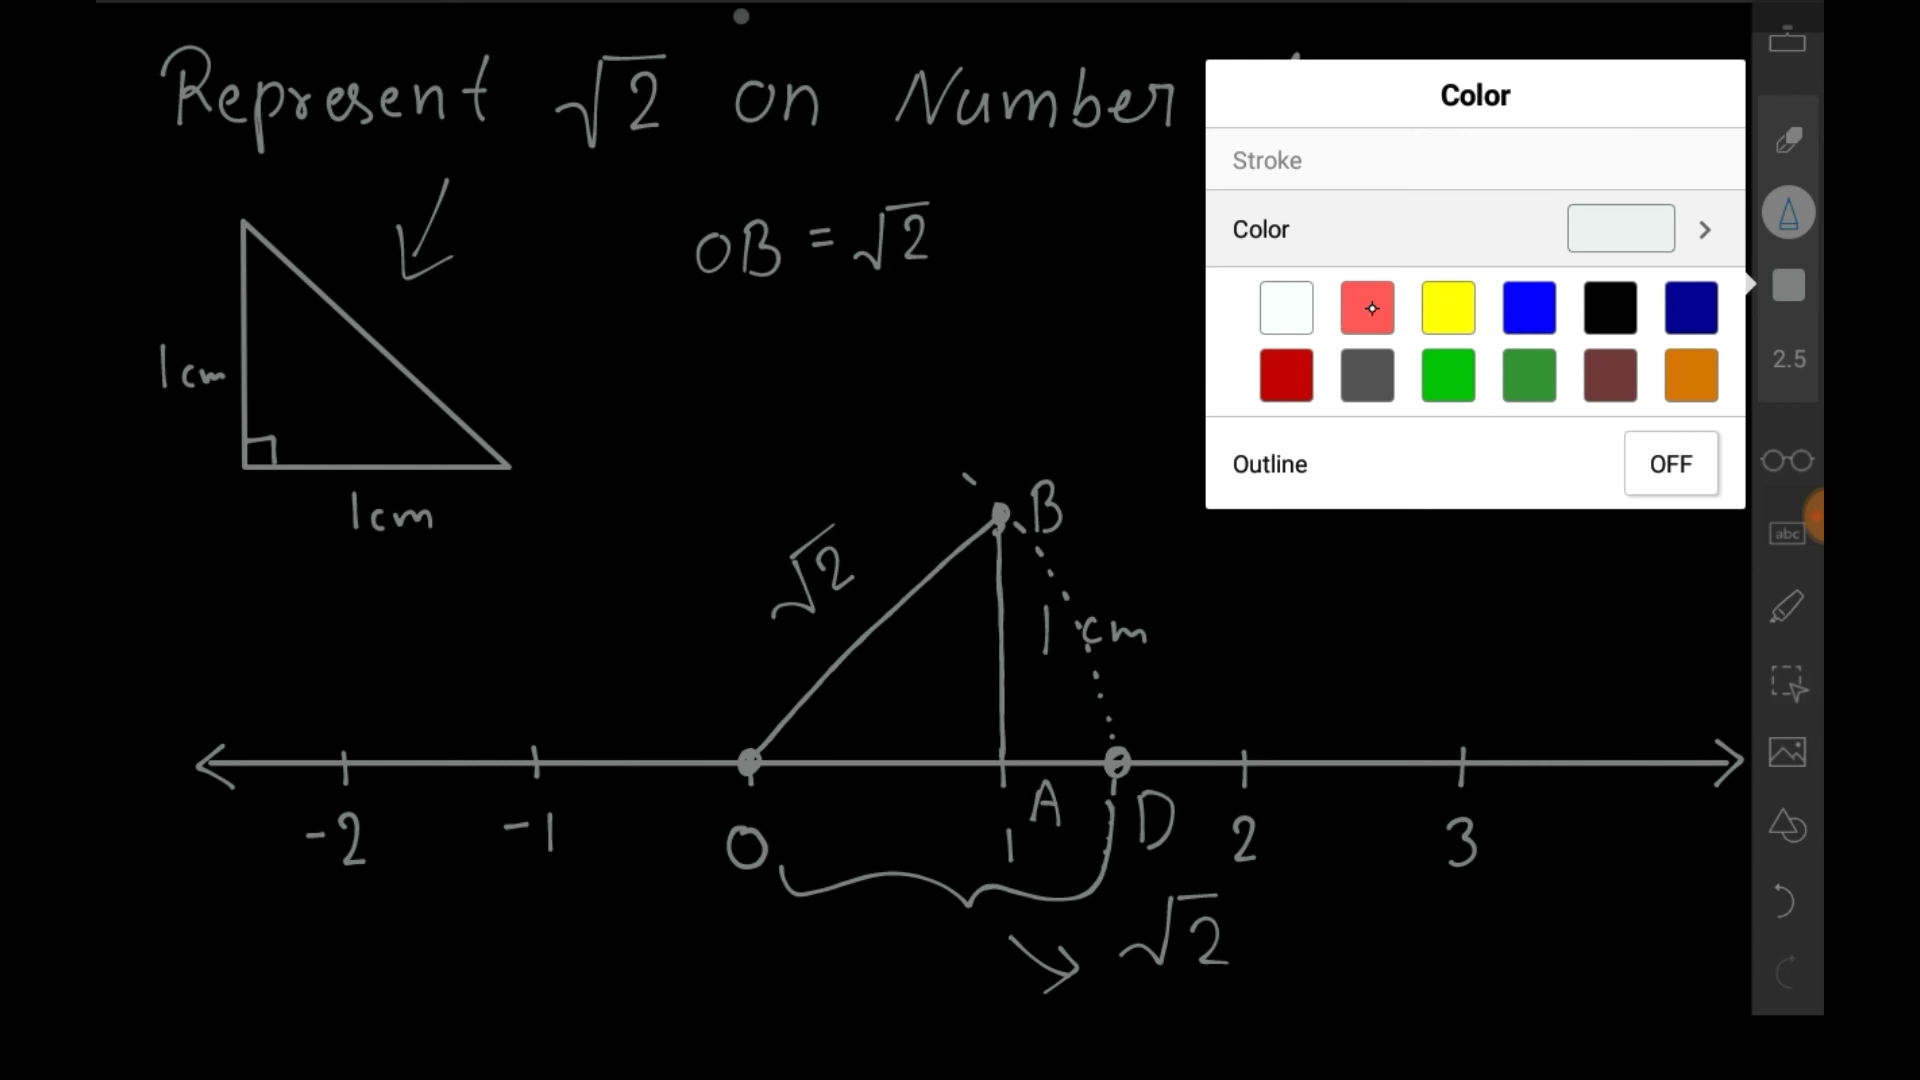 Represent √2 on Number
OB = √2
1cm
1cm
Color
Stroke
Color
Outline
OFF
2.5
abc
B
√2
1 cm
A
D
-2 -1 0 1 2 3
√2